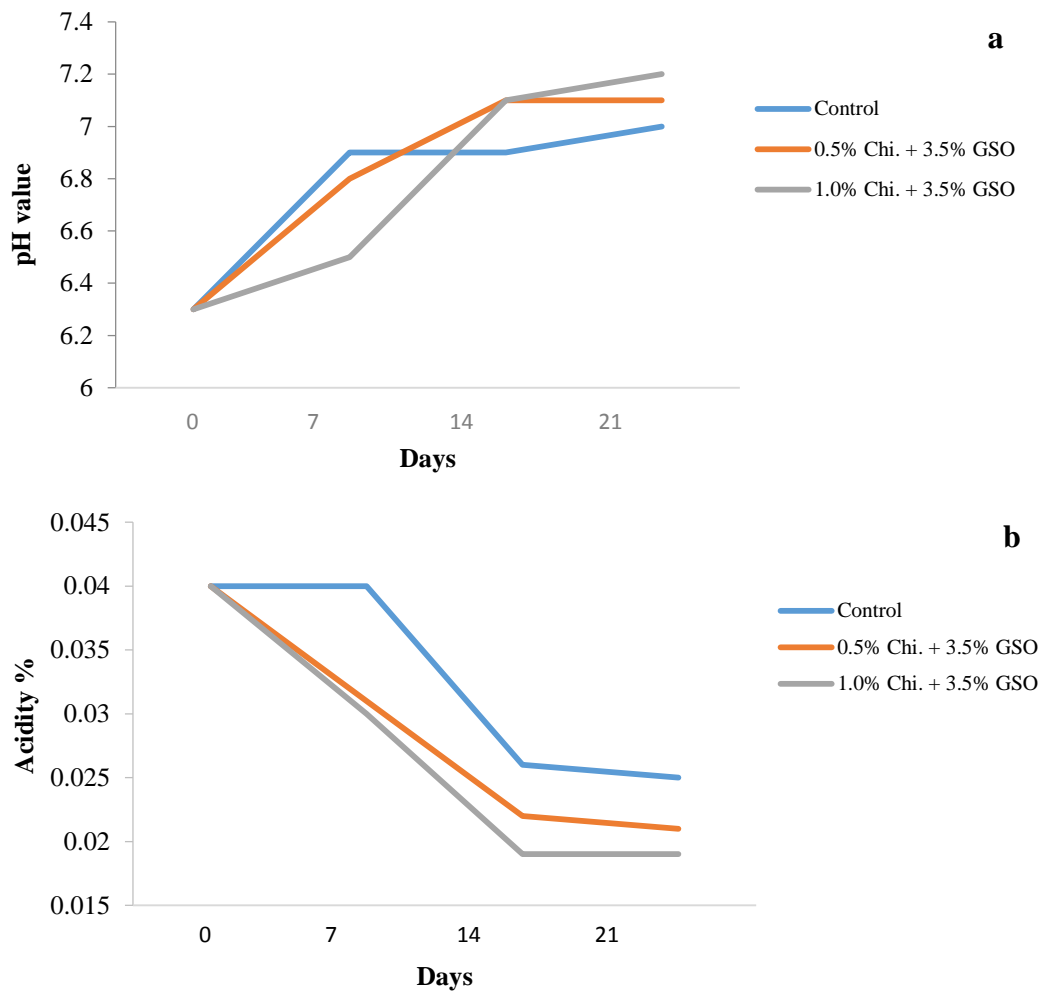 a
7.4
7.2
7
6.8
6.6
6.4
6.2
6
pH value
0 7 14 21
Days
Control
0.5% Chi. + 3.5% GSO
1.0% Chi. + 3.5% GSO
b
0.045
0.04
0.035
0.03
0.025
0.02
0.015
Acidity %
0 7 14 21
Days
Control
0.5% Chi. + 3.5% GSO
1.0% Chi. + 3.5% GSO